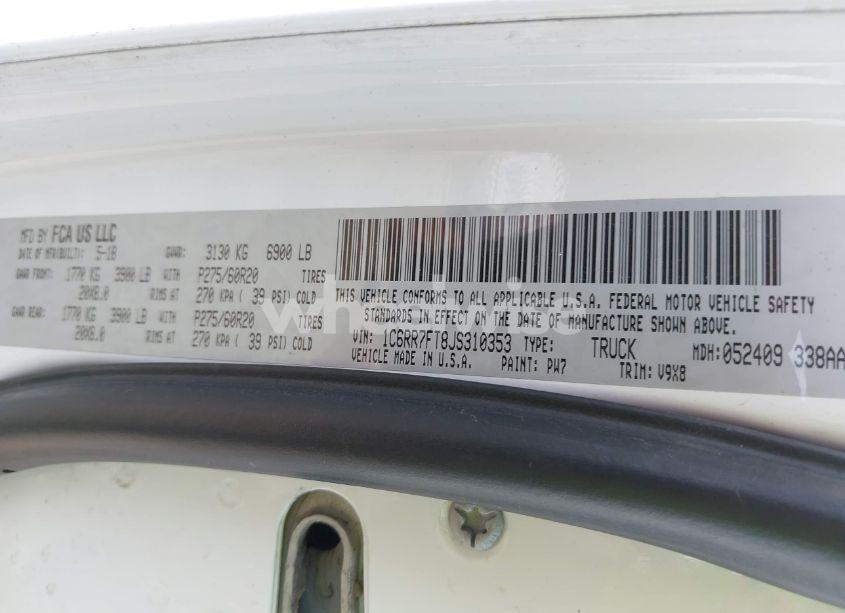 MFD BY FCA US LLC
DATE OF MFR(BUILT): 5-18 GVWR: 3130 KG 6900 LB
GAWR FRONT: 1770 KG 3900 LB WITH P275/60R20 TIRES
20X8.0 RIMS AT 270 KPA ( 39 PSI) COLD
GAWR REAR: 1770 KG 3900 LB WITH P275/60R20 TIRES
20X8.0 RIMS AT 270 KPA ( 39 PSI) COLD
THIS VEHICLE CONFORMS TO ALL APPLICABLE U.S.A. FEDERAL MOTOR VEHICLE SAFETY
STANDARDS IN EFFECT ON THE DATE OF MANUFACTURE SHOWN ABOVE.
VIN: 1C6RR7FT8JS310353 TYPE: TRUCK MDH:052409 338AA
VEHICLE MADE IN U.S.A. PAINT: PW7 TRIM: V9X8